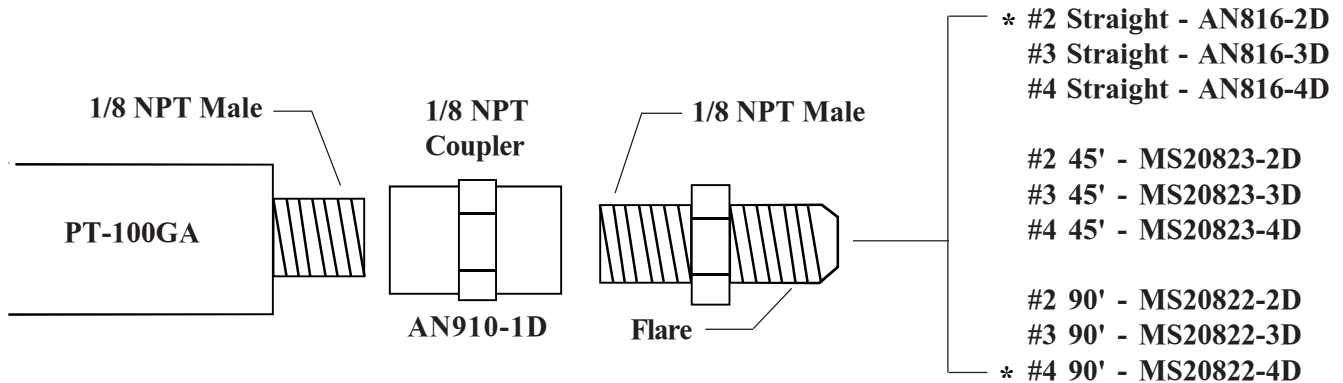 1/8 NPT Male
1/8 NPT
Coupler
1/8 NPT Male
PT-100GA
AN910-1D
Flare
* #2 Straight - AN816-2D
#3 Straight - AN816-3D
#4 Straight - AN816-4D
#2 45' - MS20823-2D
#3 45' - MS20823-3D
#4 45' - MS20823-4D
#2 90' - MS20822-2D
#3 90' - MS20822-3D
* #4 90' - MS20822-4D